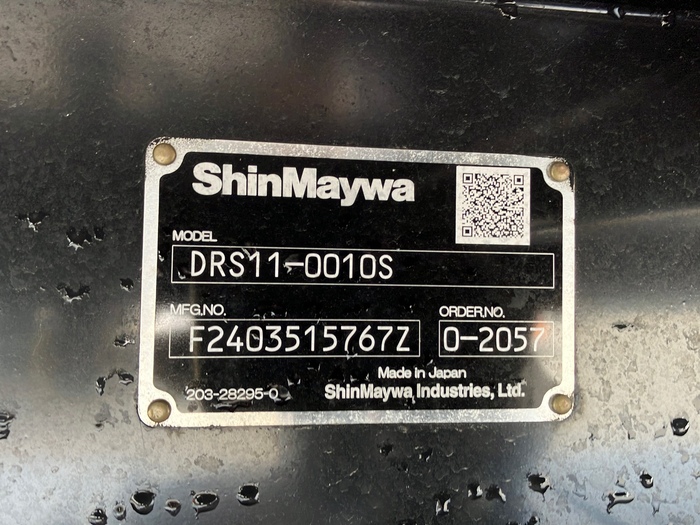 ShinMaywa
MODEL
DRS11-0010S
MFG.NO. ORDER.NO.
F2403515767Z 0-2057
Made in Japan
203-28295-0 ShinMaywa Industries, Ltd.